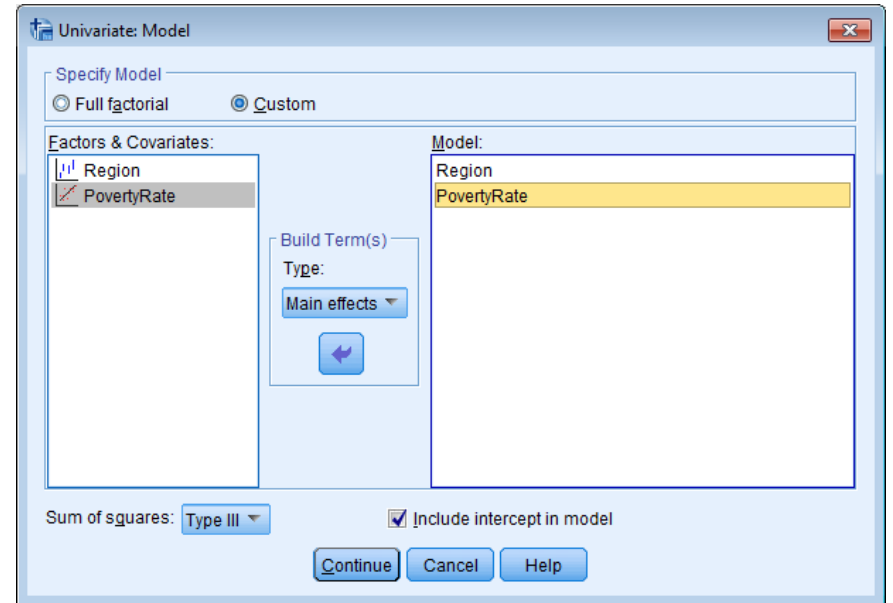 Univariate: Model
Specify Model
Full factorial Custom
Factors & Covariates:
Region
PovertyRate
Build Term(s)
Type:
Main effects
Model:
Region
PovertyRate
Sum of squares: Type III Include intercept in model
Continue Cancel Help